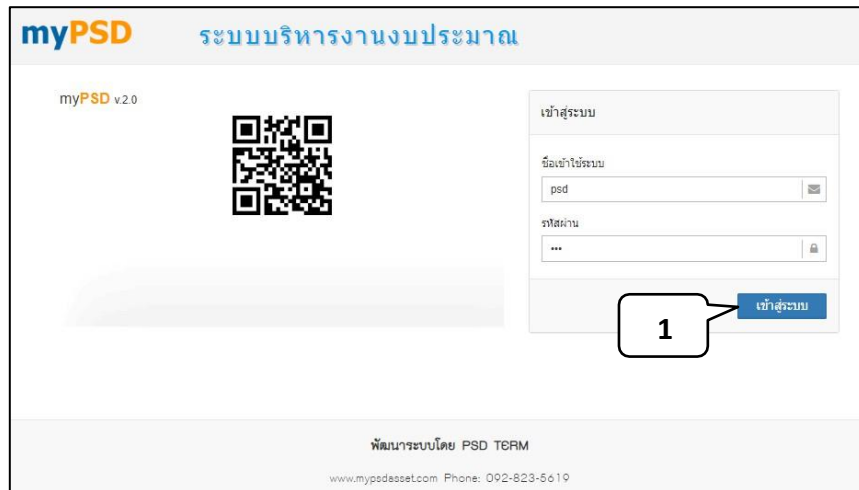 myPSD ระบบบริหารงานงบประมาณ
myPSD v.2.0
เข้าสู่ระบบ
ชื่อเข้าใช้ระบบ
psd
รหัสผ่าน
•••
เข้าสู่ระบบ
1
พัฒนาระบบโดย PSD TERM
www.mypsdasset.com Phone: 092-823-5619